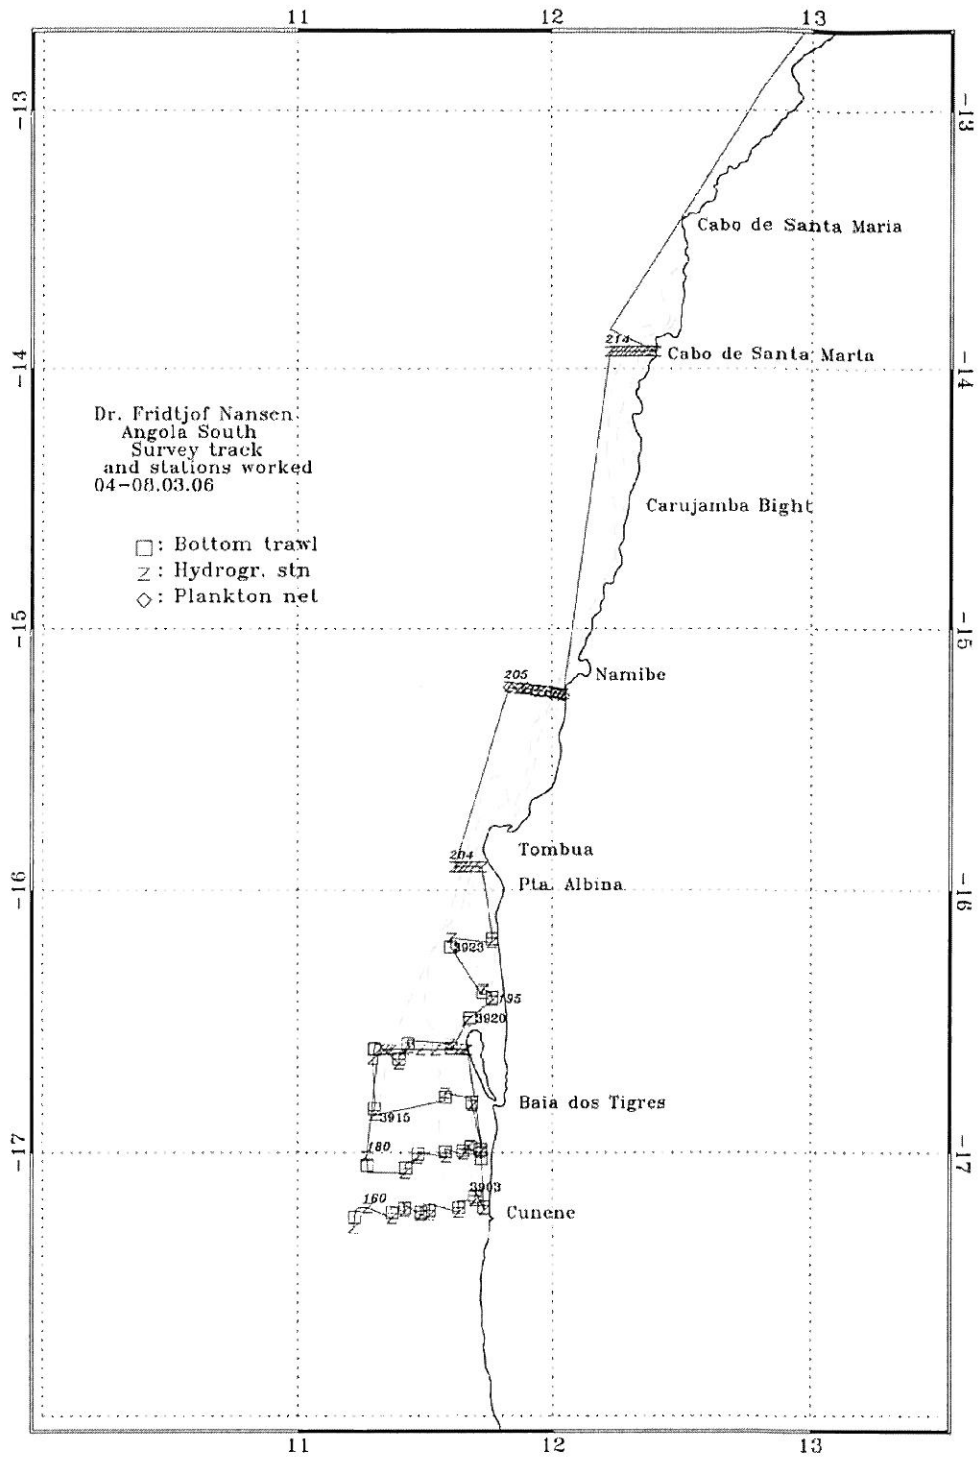 11 12 13
-13 -13
Cabo de Santa Maria
214
Cabo de Santa Marta
-14 -14
Dr. Fridtjof Nansen
Angola South
Survey track
and stations worked
04-08.03.06
Carujamba Bight
□: Bottom trawl
Z: Hydrogr. stn
◇: Plankton net
-15 -15
205
Namibe
204
Tombua
Pta. Albina
-16 -16
3923
195
3920
Baia dos Tigres
3915
180
-17 -17
3903
160
Cunene
11 12 13